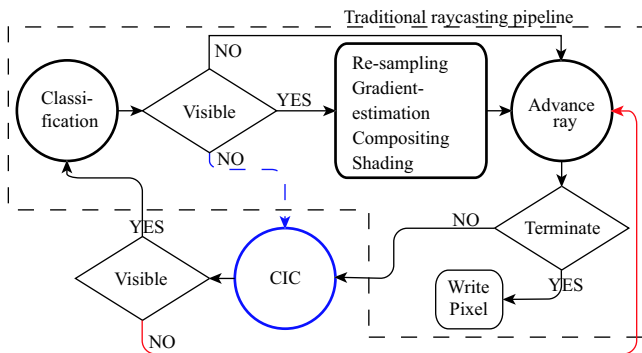 Traditional raycasting pipeline
NO
Classi-
fication
Visible
YES
Re-sampling
Gradient-
estimation
Compositing
Shading
Advance
ray
NO
YES
Visible
NO
CIC
NO
Terminate
YES
Write
Pixel